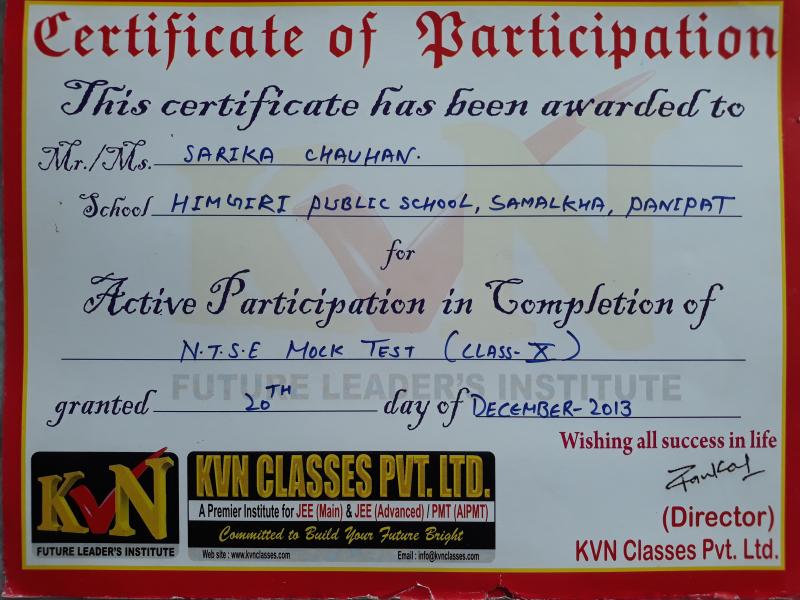 Certificate of Participation
This certificate has been awarded to
Mr./Ms. SARIKA CHAUHAN.
School HIMGIRI PUBLIC SCHOOL, SAMALKHA, PANIPAT
for
Active Participation in Completion of
N.T.S.E MOCK TEST (CLASS-X)
FUTURE LEADER'S INSTITUTE
granted 20TH day of DECEMBER-2013
Wishing all success in life
(Director)
KVN Classes Pvt. Ltd.
KVN
FUTURE LEADER'S INSTITUTE
KVN CLASSES PVT. LTD.
A Premier Institute for JEE (Main) & JEE (Advanced) / PMT (AIPMT)
Committed to Build Your Future Bright
Web site : www.kvnclasses.com Email : info@kvnclasses.com